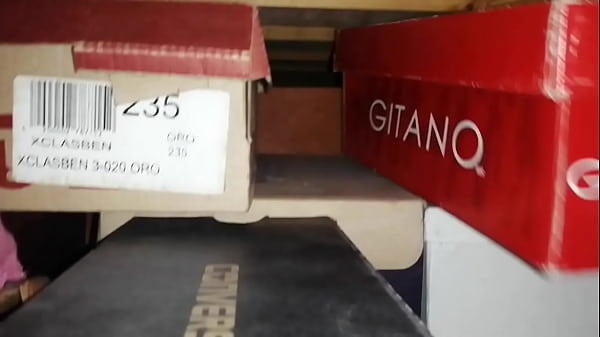 235
XCLASBEN
ORO
235
XCLASBEN 3-020 ORO
GITANO